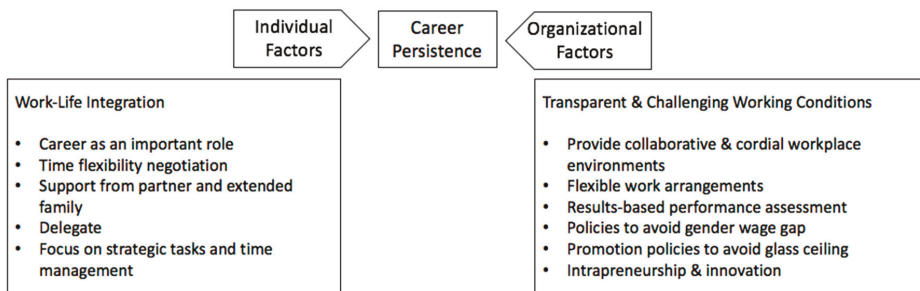 Individual
Factors
Career
Persistence
Organizational
Factors
Work-Life Integration
• Career as an important role
• Time flexibility negotiation
• Support from partner and extended
family
• Delegate
• Focus on strategic tasks and time
management
Transparent & Challenging Working Conditions
• Provide collaborative & cordial workplace
environments
• Flexible work arrangements
• Results-based performance assessment
• Policies to avoid gender wage gap
• Promotion policies to avoid glass ceiling
• Intrapreneurship & innovation